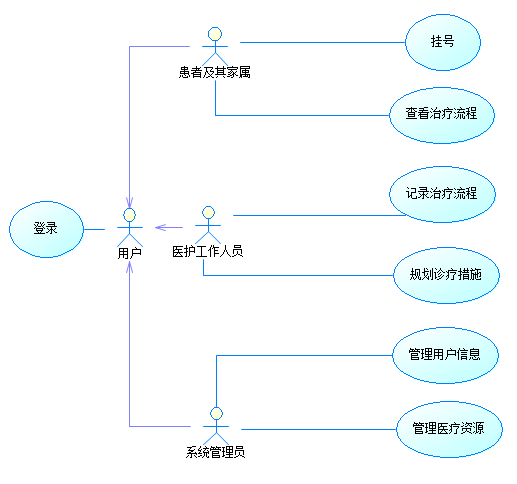 挂号
患者及其家属
查看治疗流程
记录治疗流程
登录
用户
医护工作人员
规划诊疗措施
管理用户信息
管理医疗资源
系统管理员